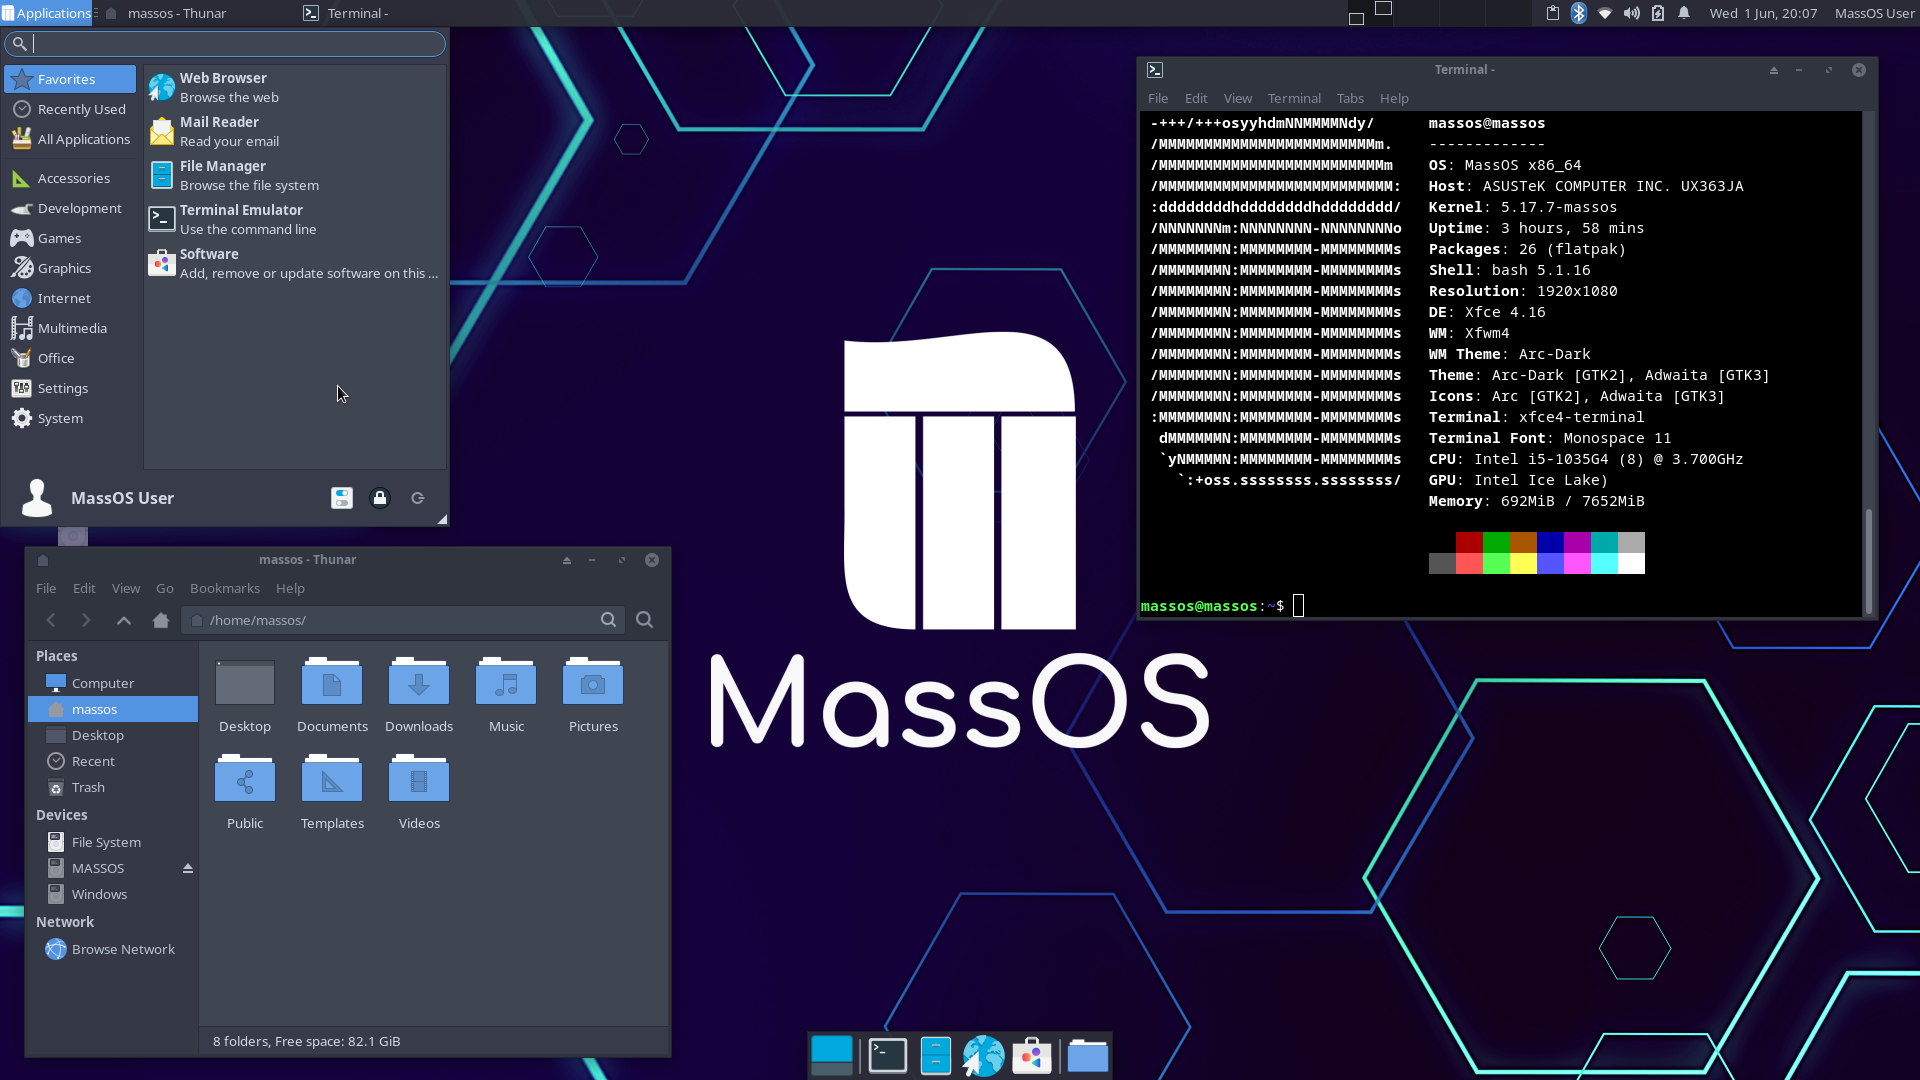 Applications
massos - Thunar
Terminal -
Wed 1 Jun, 20:07
MassOS User
Favorites
Recently Used
All Applications
Accessories
Development
Games
Graphics
Internet
Multimedia
Office
Settings
System
Web Browser
Browse the web
Mail Reader
Read your email
File Manager
Browse the file system
Terminal Emulator
Use the command line
Software
Add, remove or update software on this ...
MassOS User
massos - Thunar
File Edit View Go Bookmarks Help
/home/massos/
Places
Computer
massos
Desktop
Recent
Trash
Devices
File System
MASSOS
Windows
Network
Browse Network
Desktop
Documents
Downloads
Music
Pictures
Public
Templates
Videos
8 folders, Free space: 82.1 GiB
MassOS
Terminal -
File Edit View Terminal Tabs Help
-+++/+++osyyhdmNNMMMMNdy/ massos@massos
/MMMMMMMMMMMMMMMMMMMMMMMMm. -------------
/MMMMMMMMMMMMMMMMMMMMMMMMMm OS: MassOS x86_64
/MMMMMMMMMMMMMMMMMMMMMMMMMM: Host: ASUSTeK COMPUTER INC. UX363JA
:ddddddddhddddddddhdddddddd/ Kernel: 5.17.7-massos
/NNNNNNNm:NNNNNNNN-NNNNNNNNo Uptime: 3 hours, 58 mins
/MMMMMMMN:MMMMMMMM-MMMMMMMMs Packages: 26 (flatpak)
/MMMMMMMN:MMMMMMMM-MMMMMMMMs Shell: bash 5.1.16
/MMMMMMMN:MMMMMMMM-MMMMMMMMs Resolution: 1920x1080
/MMMMMMMN:MMMMMMMM-MMMMMMMMs DE: Xfce 4.16
/MMMMMMMN:MMMMMMMM-MMMMMMMMs WM: Xfwm4
/MMMMMMMN:MMMMMMMM-MMMMMMMMs WM Theme: Arc-Dark
/MMMMMMMN:MMMMMMMM-MMMMMMMMs Theme: Arc-Dark [GTK2], Adwaita [GTK3]
/MMMMMMMN:MMMMMMMM-MMMMMMMMs Icons: Arc [GTK2], Adwaita [GTK3]
:MMMMMMMN:MMMMMMMM-MMMMMMMMs Terminal: xfce4-terminal
dMMMMMMN:MMMMMMMM-MMMMMMMMs Terminal Font: Monospace 11
`yNMMMMN:MMMMMMMM-MMMMMMMMs CPU: Intel i5-1035G4 (8) @ 3.700GHz
`:+oss.ssssssss.ssssssss/ GPU: Intel Ice Lake)
Memory: 692MiB / 7652MiB
massos@massos:~$